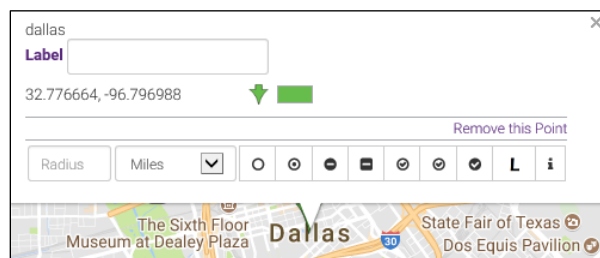 dallas
Label
32.776664, -96.796988
Remove this Point
Radius Miles L i
The Sixth Floor
Museum at Dealey Plaza
Dallas
30
State Fair of Texas
Dos Equis Pavilion